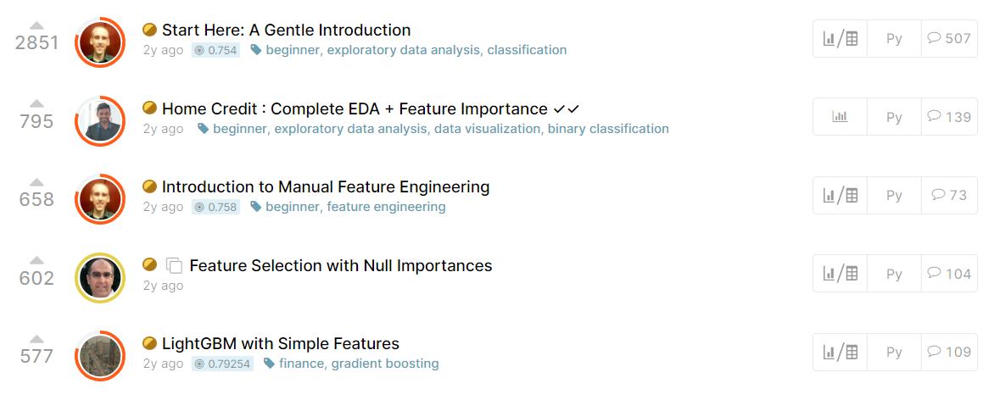 2851
Start Here: A Gentle Introduction
2y ago 0.754 beginner, exploratory data analysis, classification
Py 507
795
Home Credit : Complete EDA + Feature Importance ✓✓
2y ago beginner, exploratory data analysis, data visualization, binary classification
Py 139
658
Introduction to Manual Feature Engineering
2y ago 0.758 beginner, feature engineering
Py 73
602
Feature Selection with Null Importances
2y ago
Py 104
577
LightGBM with Simple Features
2y ago 0.79254 finance, gradient boosting
Py 109